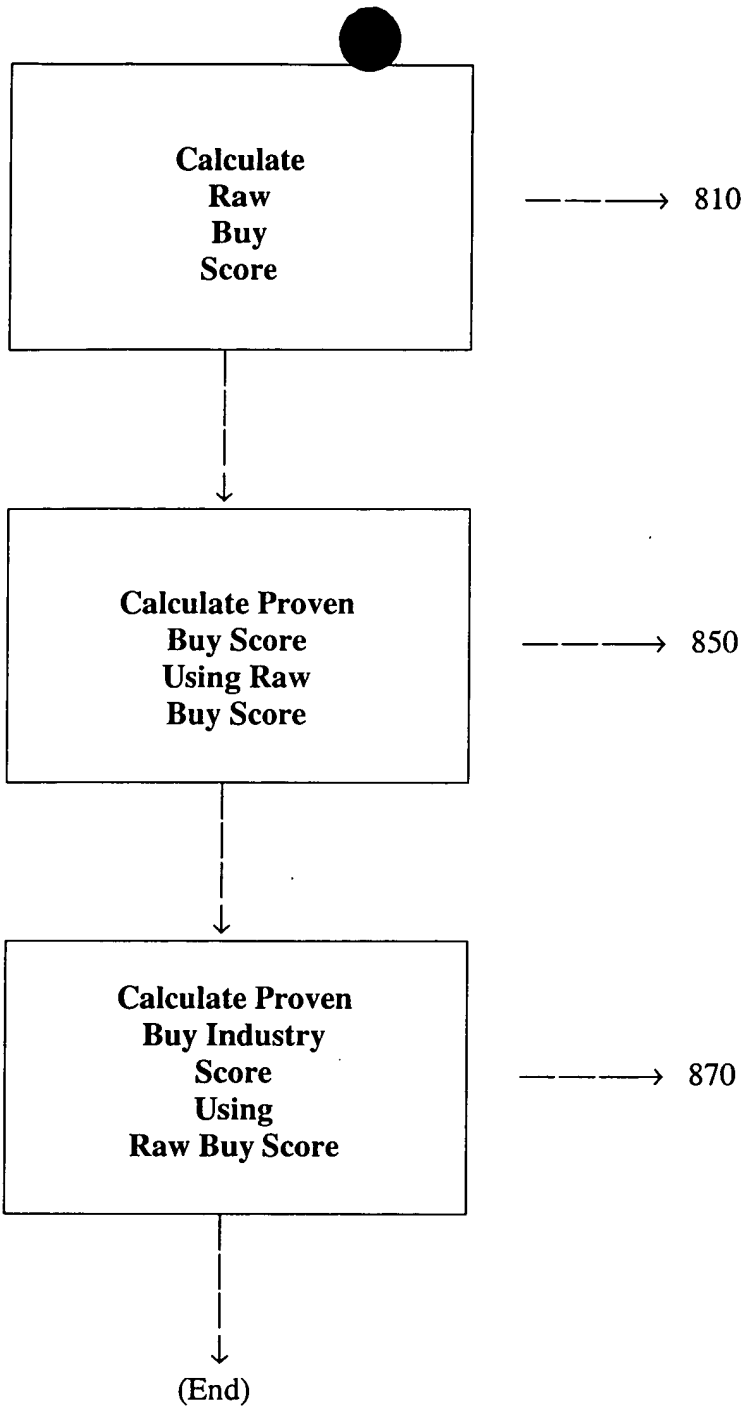 Calculate
Raw
Buy
Score
810
Calculate Proven
Buy Score
Using Raw
Buy Score
850
Calculate Proven
Buy Industry
Score
Using
Raw Buy Score
870
(End)